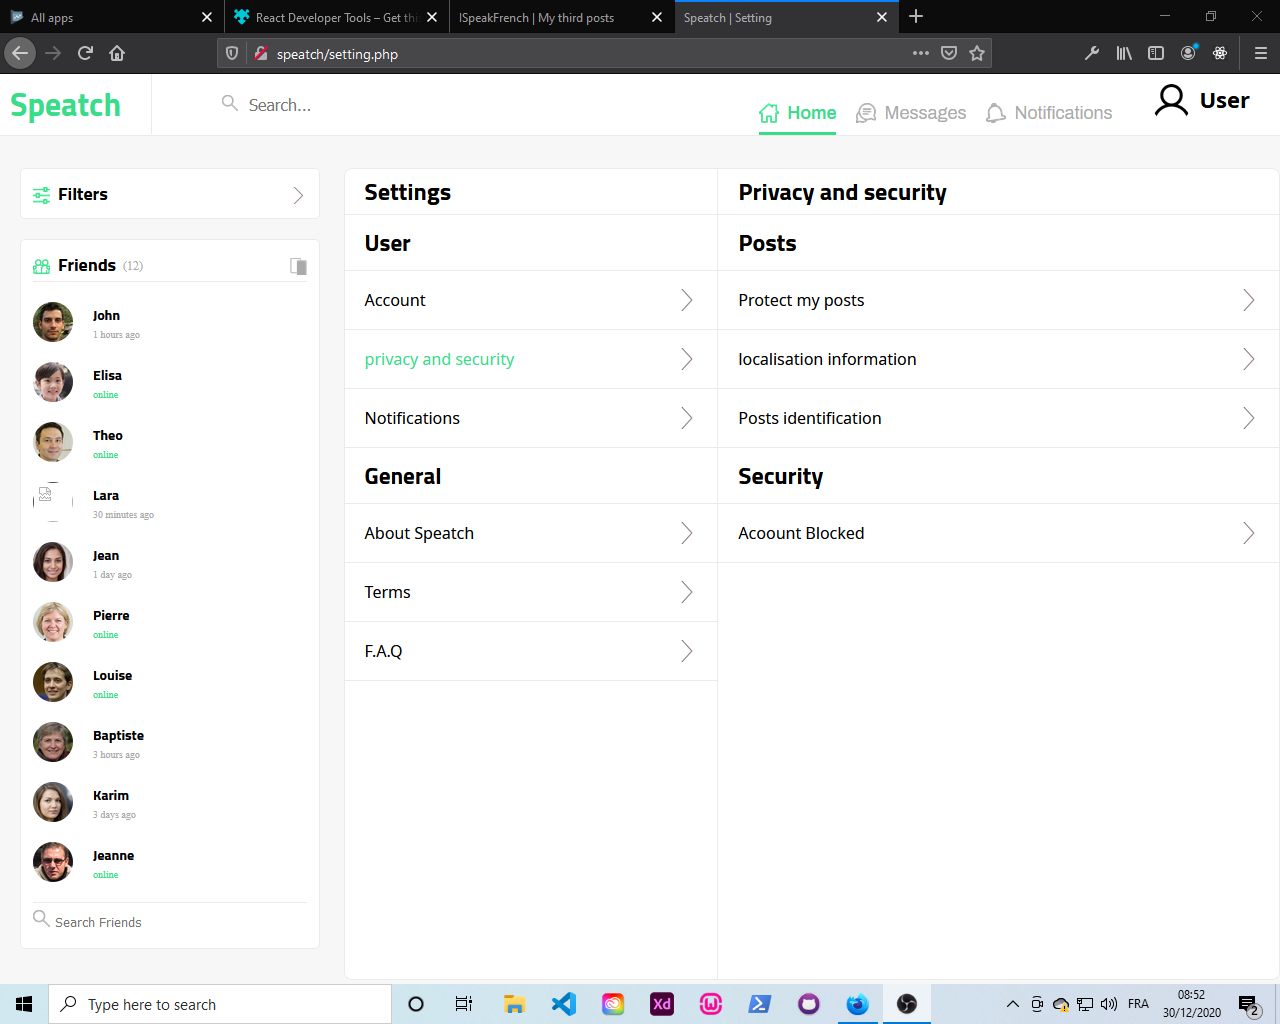 All apps
React Developer Tools – Get thi
ISpeakFrench | My third posts
Speatch | Setting
speatch/setting.php
Speatch
Search...
Home
Messages
Notifications
User
Filters
Friends (12)
John
1 hours ago
Elisa
online
Theo
online
Lara
30 minutes ago
Jean
1 day ago
Pierre
online
Louise
online
Baptiste
3 hours ago
Karim
3 days ago
Jeanne
online
Search Friends
Settings
User
Account
privacy and security
Notifications
General
About Speatch
Terms
F.A.Q
Privacy and security
Posts
Protect my posts
localisation information
Posts identification
Security
Acoount Blocked
Type here to search
Xd
FRA
08:52
30/12/2020
2